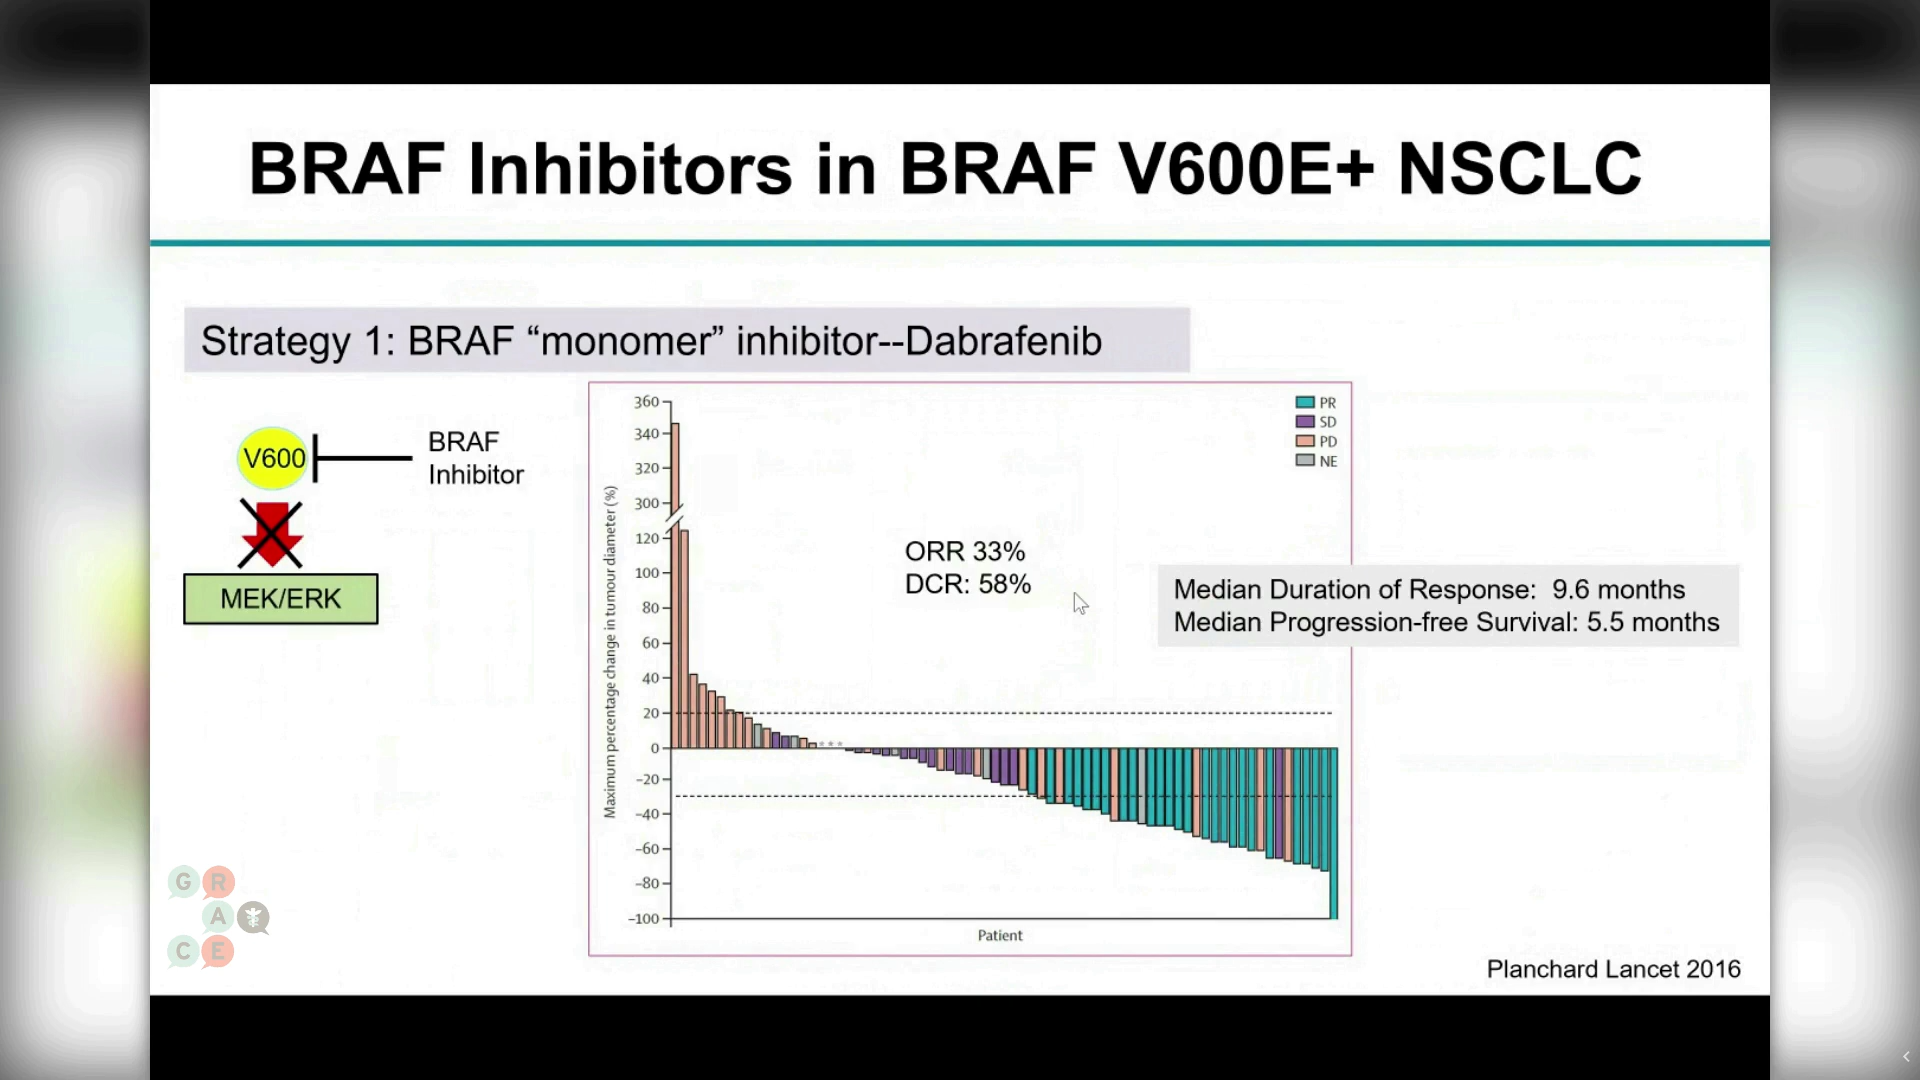 BRAF Inhibitors in BRAF V600E+ NSCLC
Strategy 1: BRAF “monomer” inhibitor--Dabrafenib
V600
BRAF
Inhibitor
MEK/ERK
Maximum percentage change in tumour diameter (%)
360
340
320
300
120
100
80
60
40
20
0
−20
−40
−60
−80
−100
* * *
Patient
PR
SD
PD
NE
ORR 33%
DCR: 58%
Median Duration of Response: 9.6 months
Median Progression-free Survival: 5.5 months
G R
A
C E
Planchard Lancet 2016